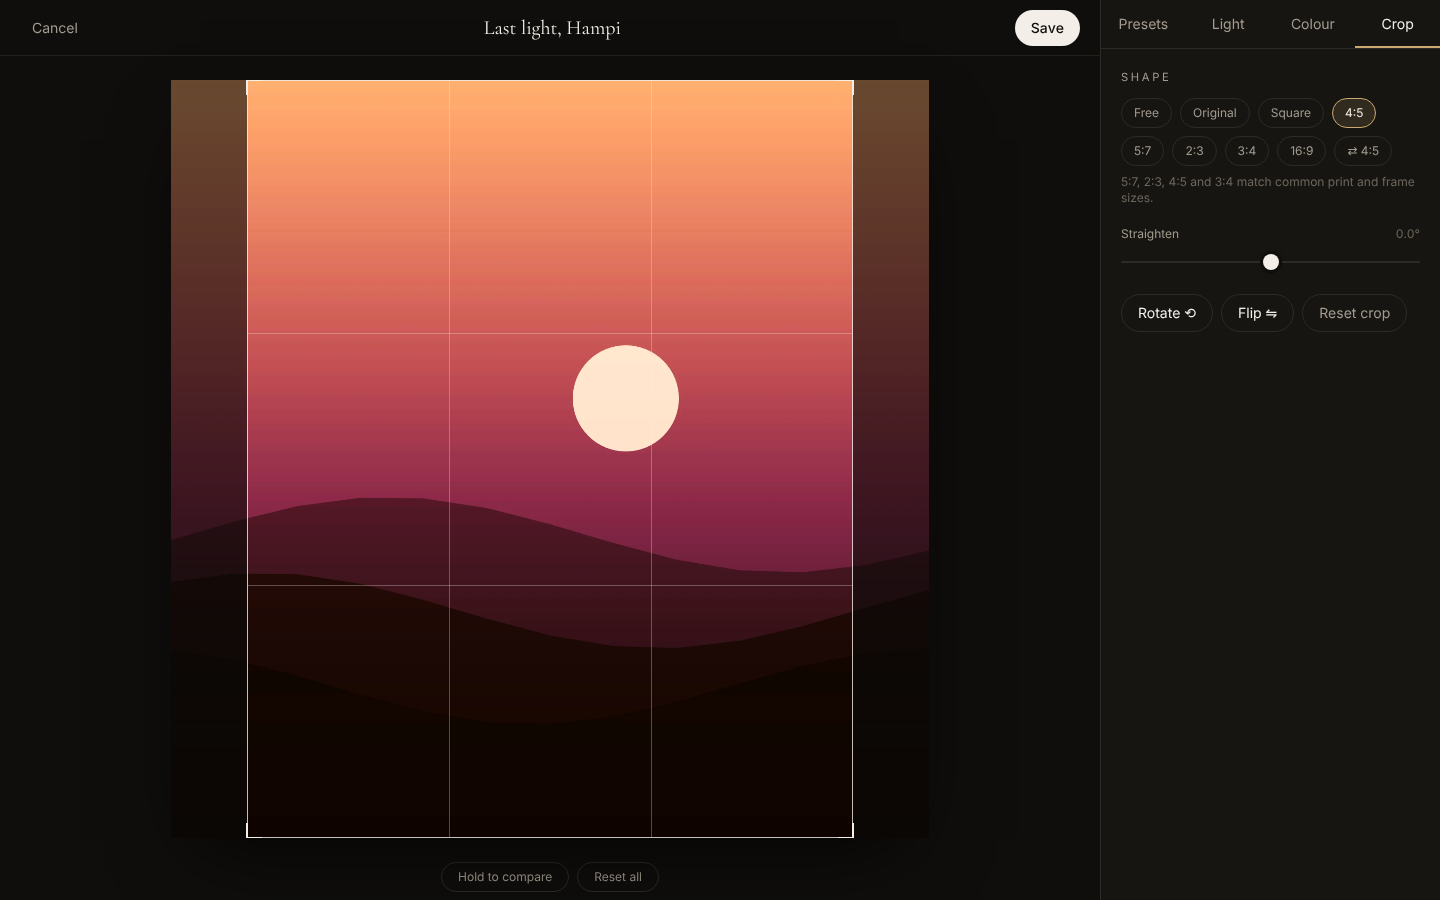 Cancel
Last light, Hampi
Save
Presets
Light
Colour
Crop
SHAPE
Free
Original
Square
4:5
5:7
2:3
3:4
16:9
⇄ 4:5
5:7, 2:3, 4:5 and 3:4 match common print and frame
sizes.
Straighten
0.0°
Rotate ⟲
Flip ⇋
Reset crop
Hold to compare
Reset all